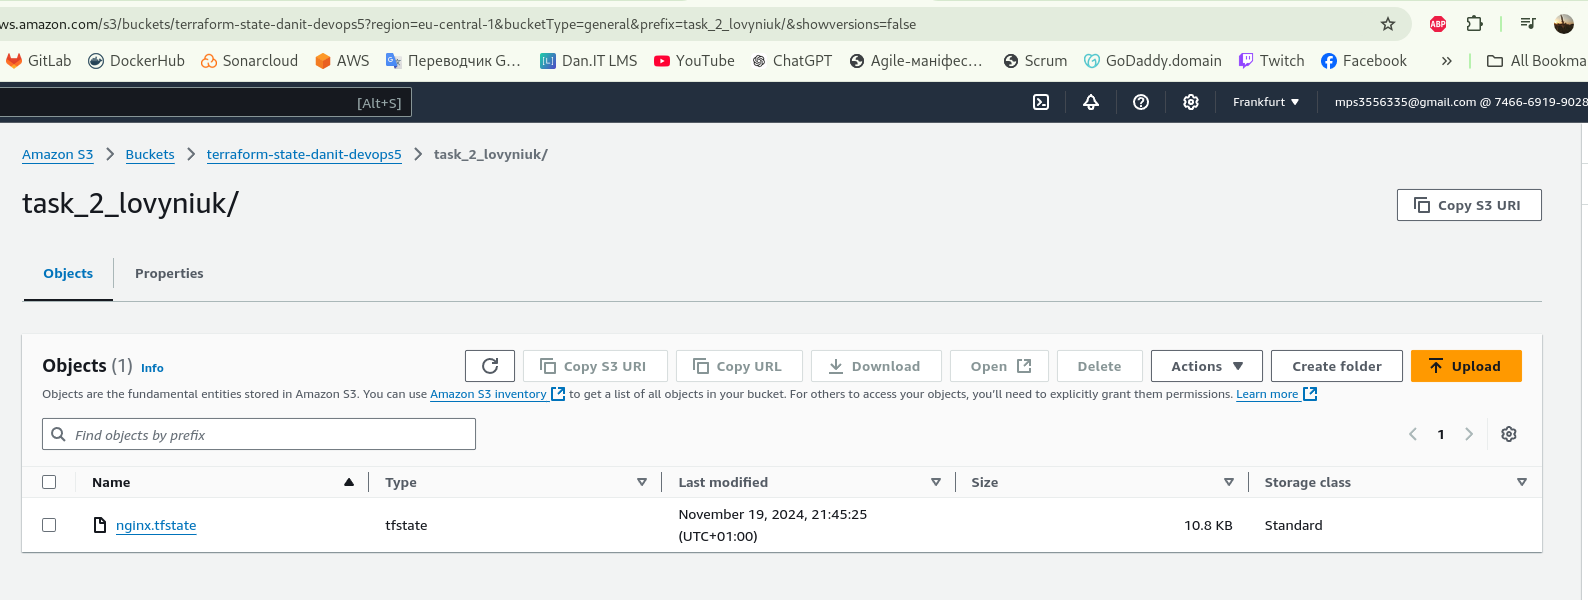 ws.amazon.com/s3/buckets/terraform-state-danit-devops5?region=eu-central-1&bucketType=general&prefix=task_2_lovyniuk/&showversions=false
ABP
GitLab DockerHub Sonarcloud AWS Переводчик G… Dan.IT LMS YouTube ChatGPT Agile-маніфес… Scrum GoDaddy.domain Twitch Facebook » All Bookma
[Alt+S] Frankfurt mps3556335@gmail.com @ 7466-6919-9028
Amazon S3 Buckets terraform-state-danit-devops5 task_2_lovyniuk/
task_2_lovyniuk/
Copy S3 URI
Objects Properties
Objects (1) Info Copy S3 URI Copy URL Download Open Delete Actions Create folder Upload
Objects are the fundamental entities stored in Amazon S3. You can use Amazon S3 inventory to get a list of all objects in your bucket. For others to access your objects, you'll need to explicitly grant them permissions. Learn more
Find objects by prefix 1
Name Type Last modified Size Storage class
nginx.tfstate tfstate November 19, 2024, 21:45:25 (UTC+01:00) 10.8 KB Standard